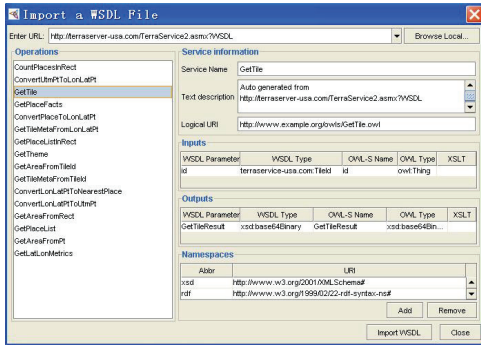 Import a WSDL File
Enter URL: http://terraserver-usa.com/TerraService2.asmx?WSDL Browse Local...
Operations
CountPlacesInRect
ConvertUtmPtToLonLatPt
GetTile
GetPlaceFacts
ConvertPlaceToLonLatPt
GetTileMetaFromLonLatPt
GetPlaceListInRect
GetTheme
GetAreaFromTileId
GetTileMetaFromTileId
ConvertLonLatPtToNearestPlace
ConvertLonLatPtToUtmPt
GetAreaFromRect
GetPlaceList
GetAreaFromPt
GetLatLonMetrics
Service information
Service Name GetTile
Text description Auto generated from
http://terraserver-usa.com/TerraService2.asmx?WSDL
Logical URI http://www.example.org/owls/GetTile.owl
Inputs
WSDL Parameter WSDL Type OWL-S Name OWL Type XSLT
id terraservice-usa.com:TileId id owl:Thing
Outputs
WSDL Parameter WSDL Type OWL-S Name OWL Type XSLT
GetTileResult xsd:base64Binary GetTileResult xsd:base64Bin...
Namespaces
Abbr URI
xsd http://www.w3.org/2001/XMLSchema#
rdf http://www.w3.org/1999/02/22-rdf-syntax-ns#
Add Remove
Import WSDL Close